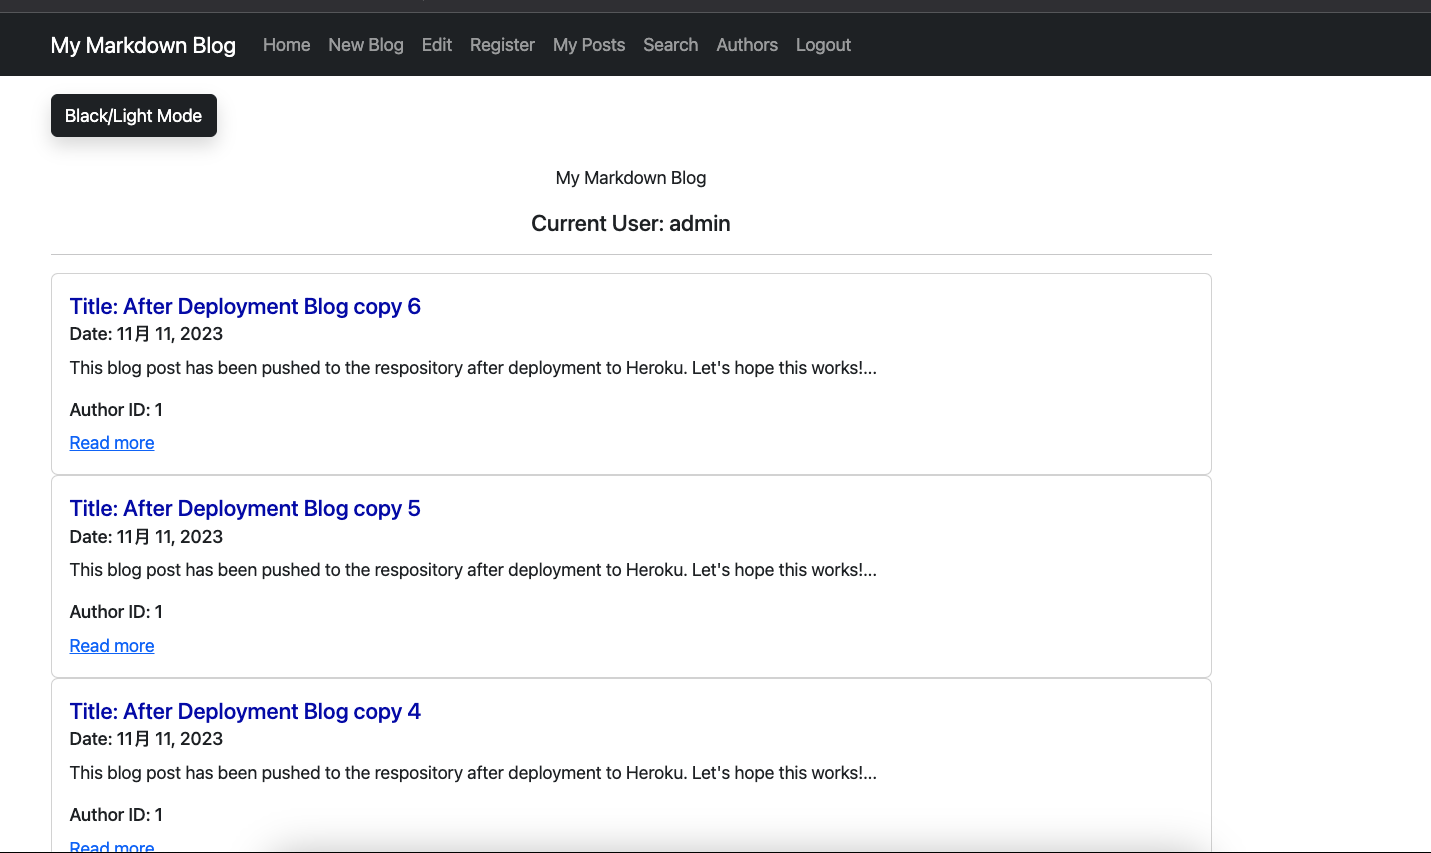 My Markdown Blog Home New Blog Edit Register My Posts Search Authors Logout
Black/Light Mode
My Markdown Blog
Current User: admin
Title: After Deployment Blog copy 6
Date: 11月 11, 2023
This blog post has been pushed to the respository after deployment to Heroku. Let's hope this works!...
Author ID: 1
Read more
Title: After Deployment Blog copy 5
Date: 11月 11, 2023
This blog post has been pushed to the respository after deployment to Heroku. Let's hope this works!...
Author ID: 1
Read more
Title: After Deployment Blog copy 4
Date: 11月 11, 2023
This blog post has been pushed to the respository after deployment to Heroku. Let's hope this works!...
Author ID: 1
Read more